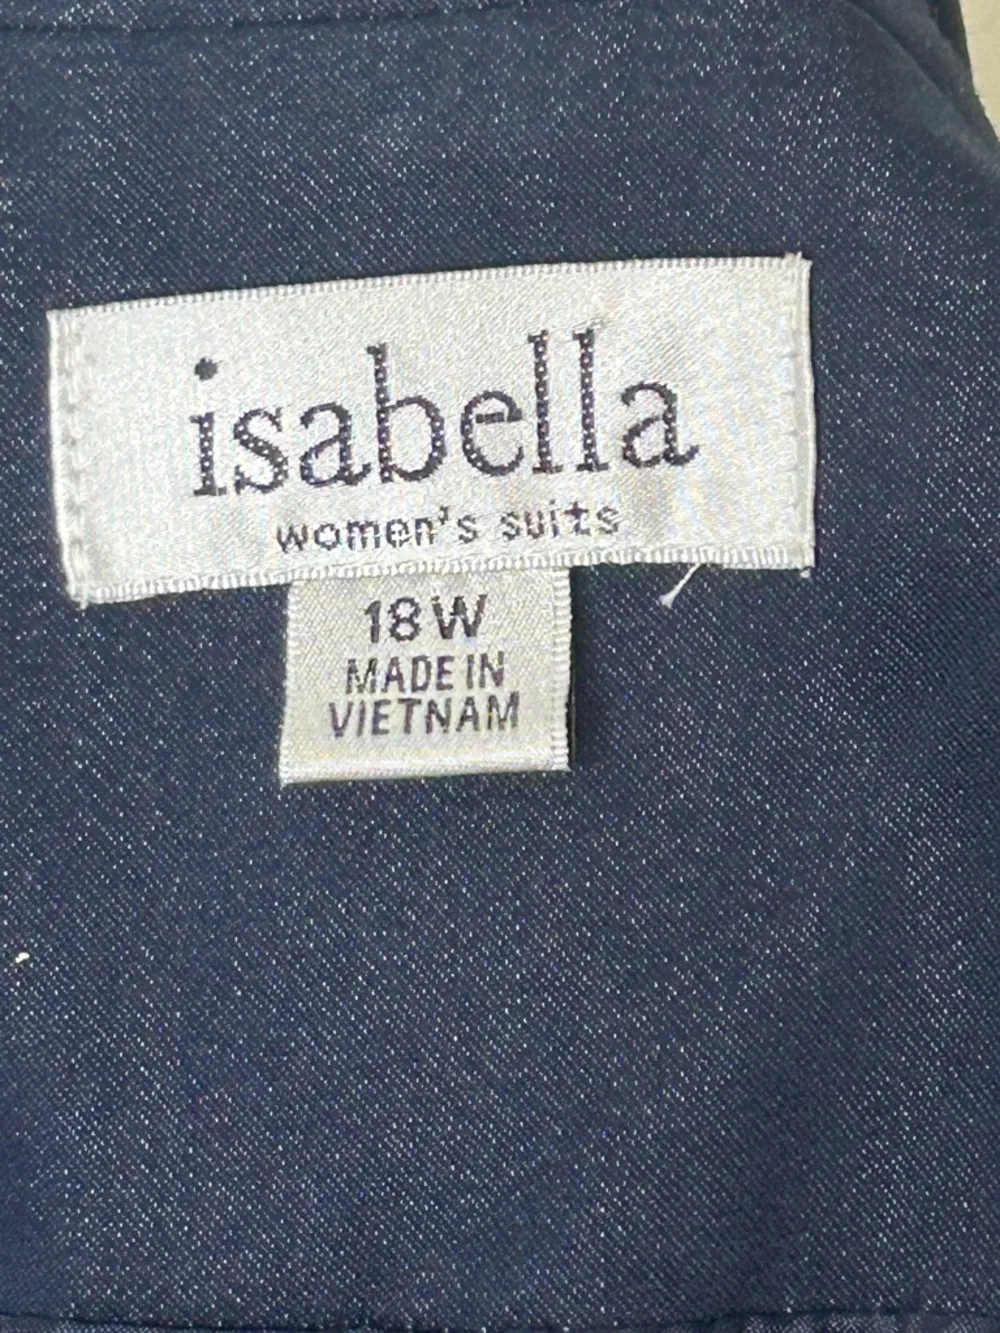 isabella
women's suits
18W
MADE IN
VIETNAM